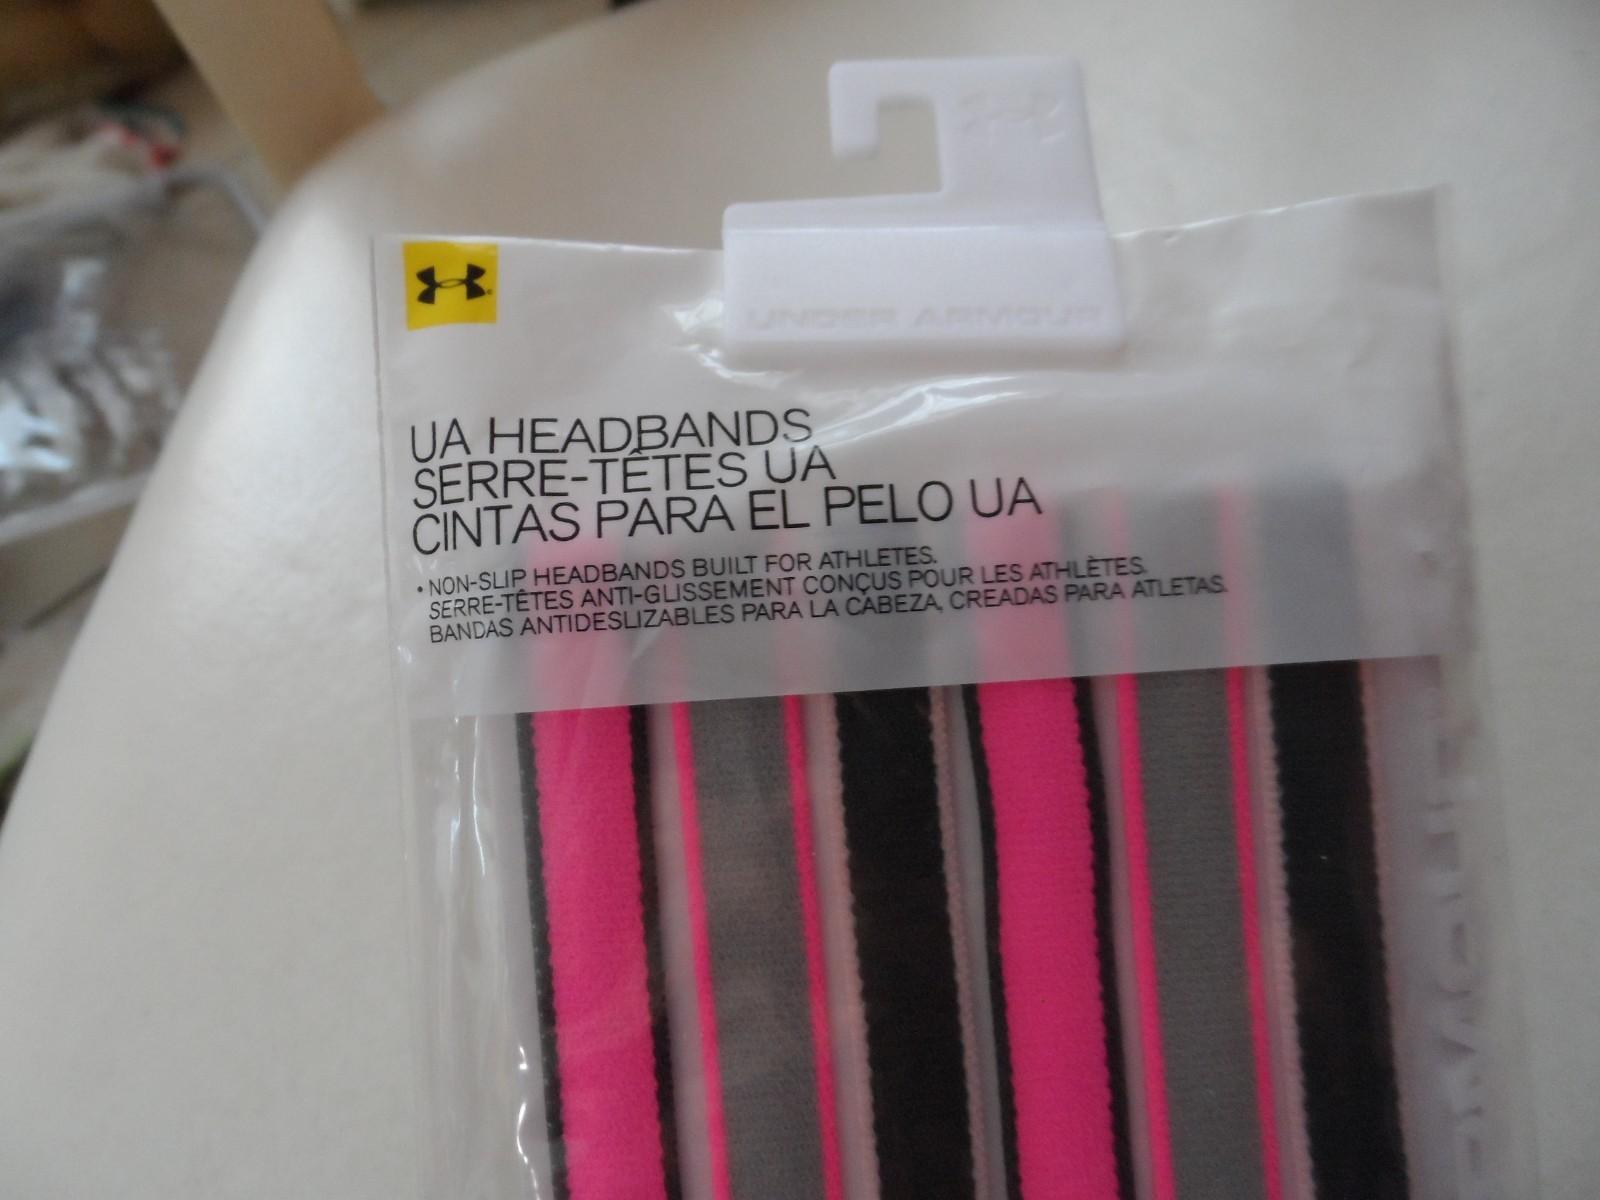 UNDER ARMOUR
UA HEADBANDS
SERRE-TÊTES UA
CINTAS PARA EL PELO UA
• NON-SLIP HEADBANDS BUILT FOR ATHLETES.
SERRE-TÊTES ANTI-GLISSEMENT CONÇUS POUR LES ATHLÈTES.
BANDAS ANTIDESLIZABLES PARA LA CABEZA, CREADAS PARA ATLETAS.